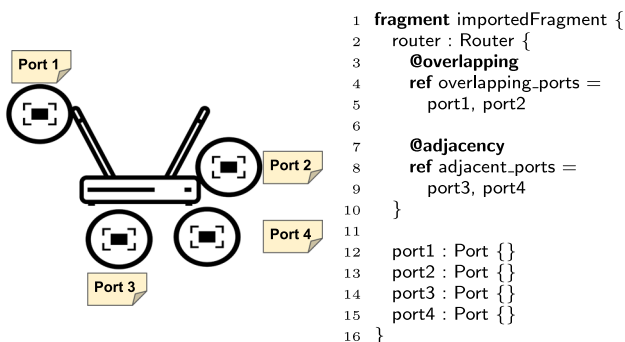 Port 1
Port 2
Port 4
Port 3
1 fragment importedFragment {
2 router : Router {
3 @overlapping
4 ref overlapping_ports =
5 port1, port2
6
7 @adjacency
8 ref adjacent_ports =
9 port3, port4
10 }
11
12 port1 : Port {}
13 port2 : Port {}
14 port3 : Port {}
15 port4 : Port {}
16 }